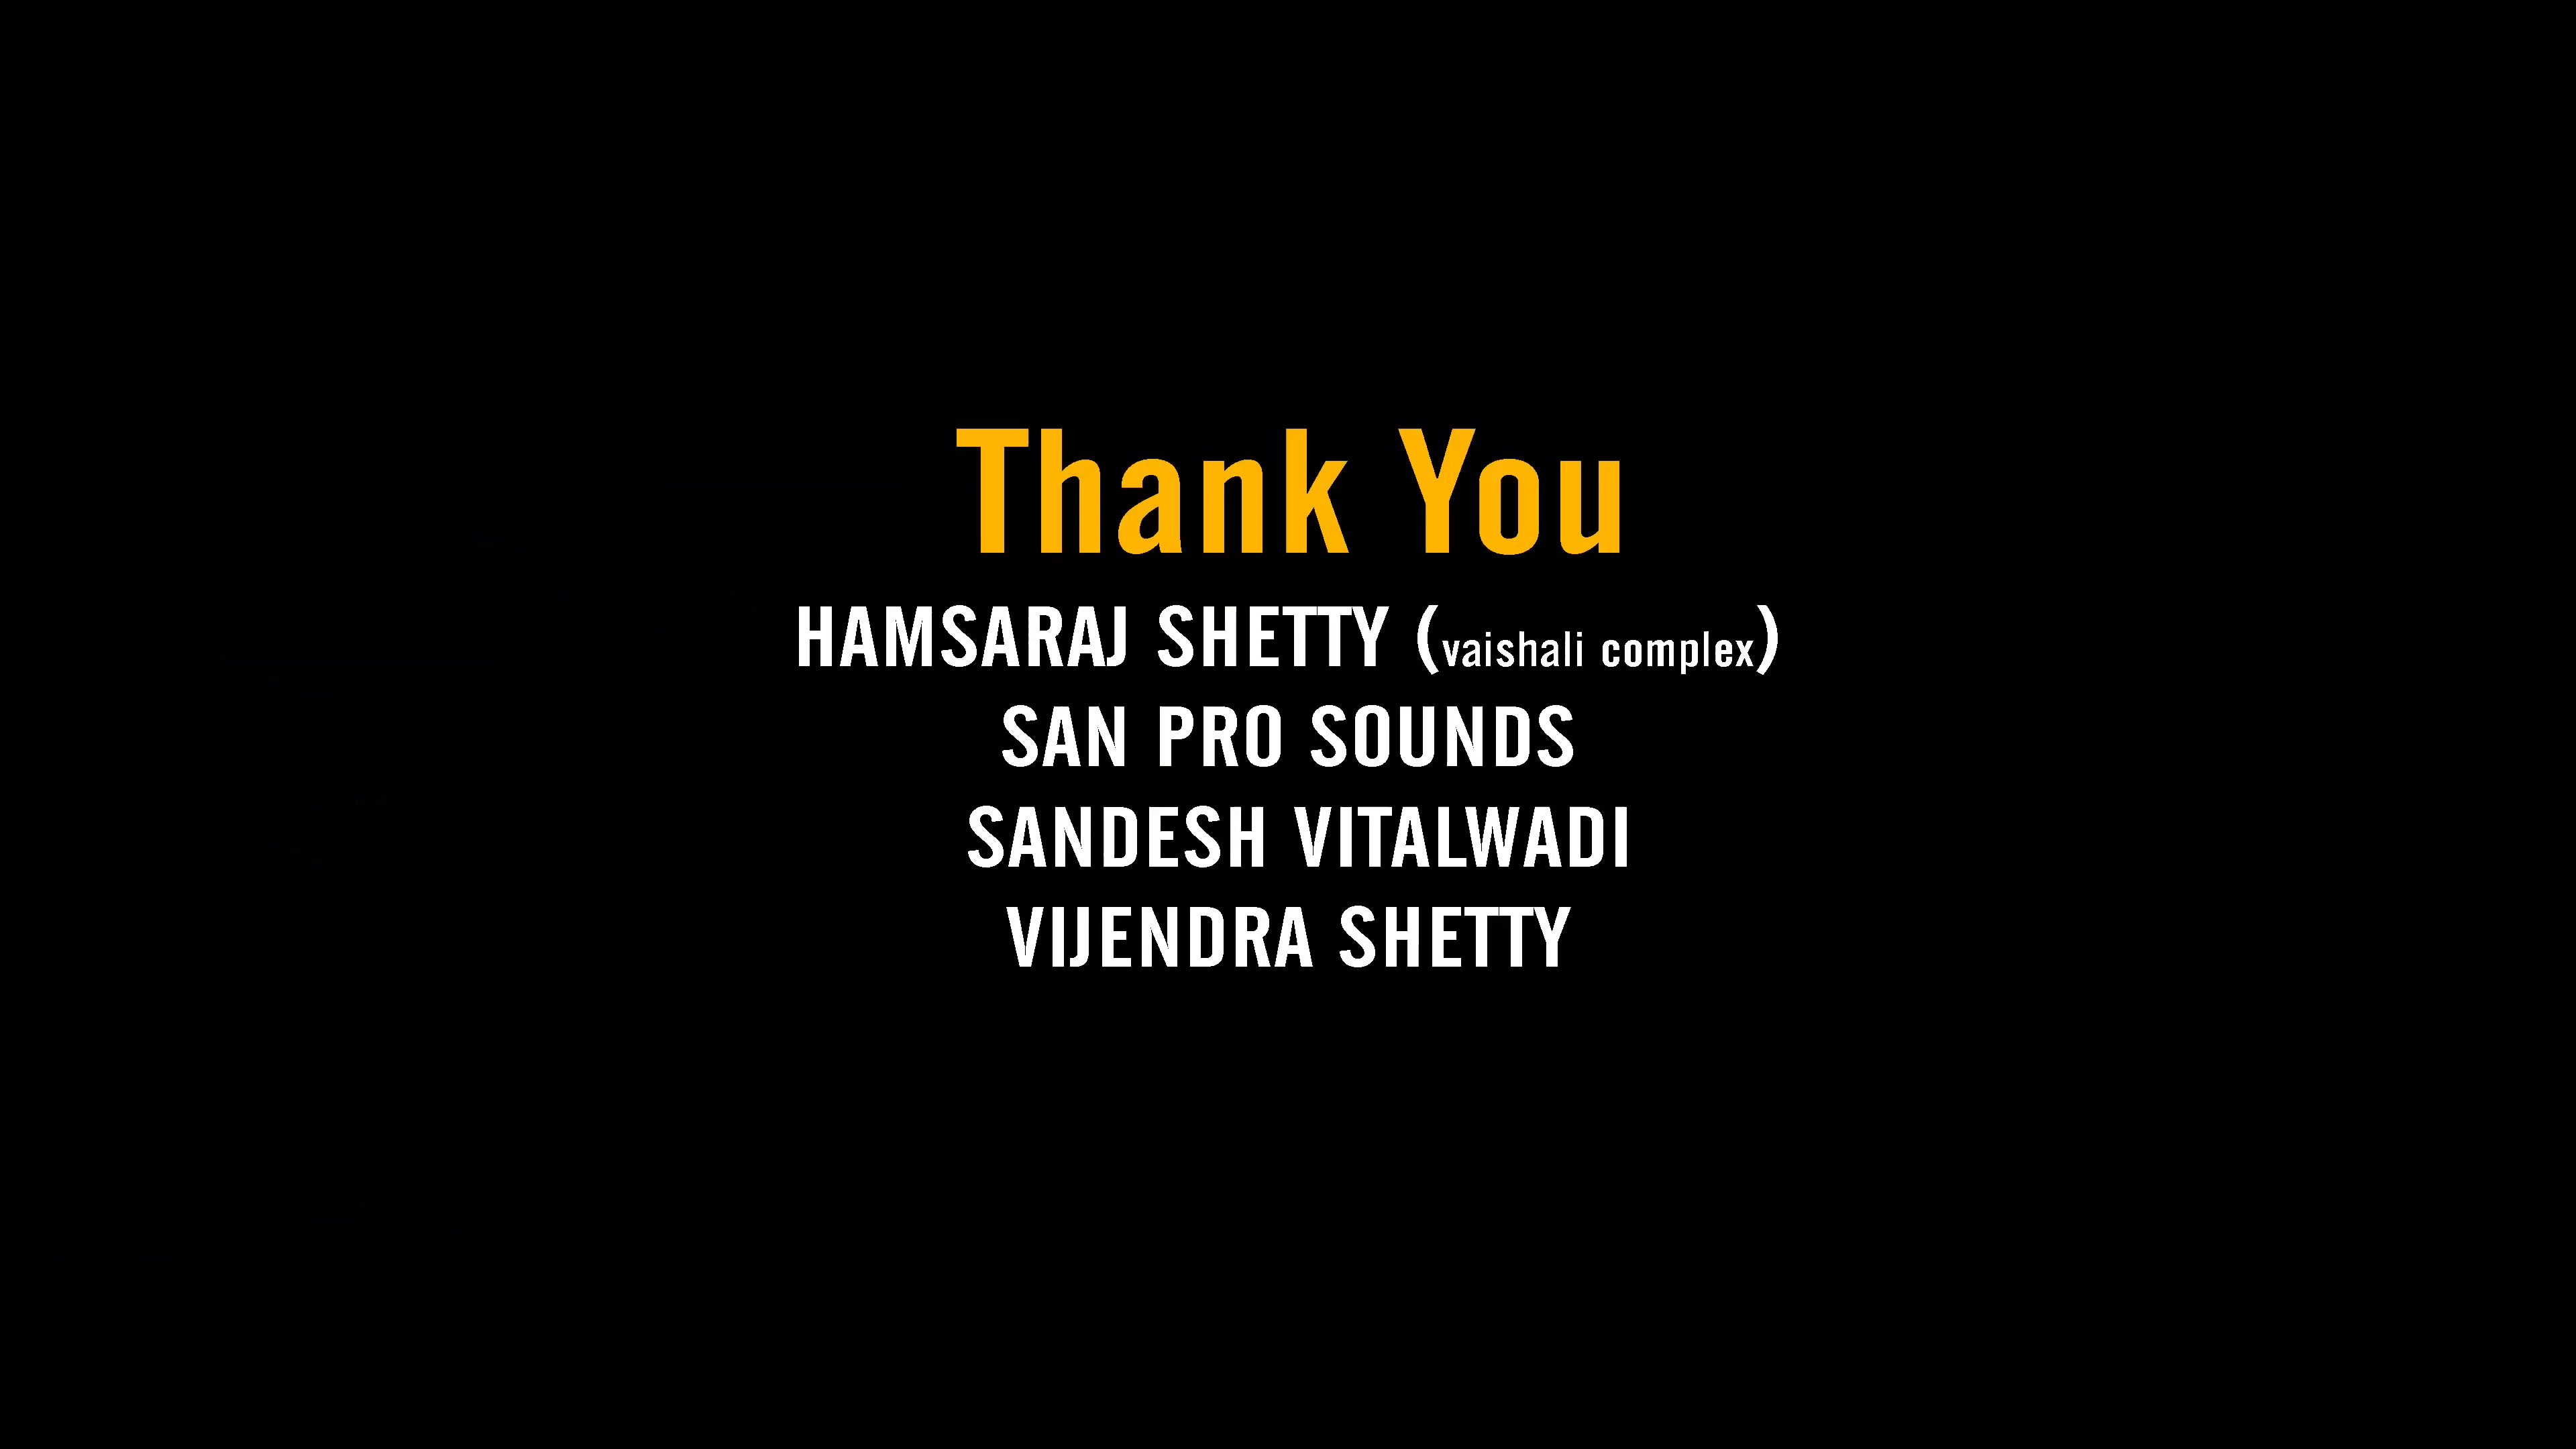 Thank You
HAMSARAJ SHETTY (vaishali complex)
SAN PRO SOUNDS
SANDESH VITALWADI
VIJENDRA SHETTY